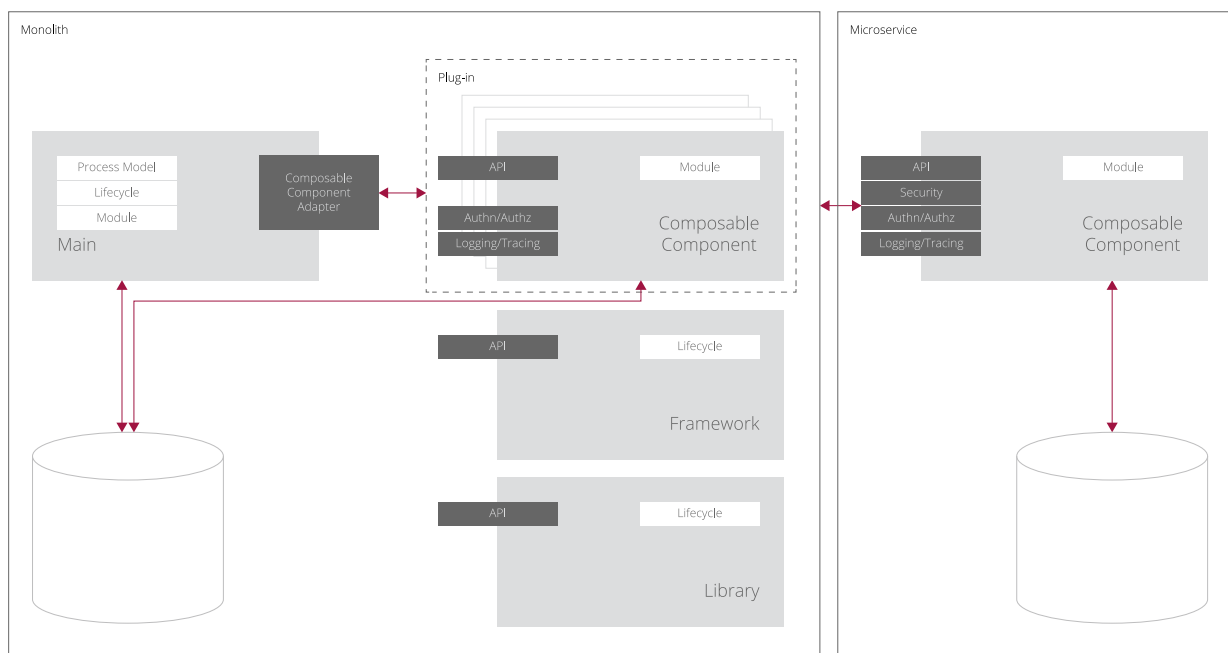 Monolith
Process Model
Lifecycle
Module
Main
Composable
Component
Adapter
Plug-in
API
Authn/Authz
Logging/Tracing
Module
Composable
Component
API
Lifecycle
Framework
API
Lifecycle
Library
Microservice
API
Security
Authn/Authz
Logging/Tracing
Module
Composable
Component